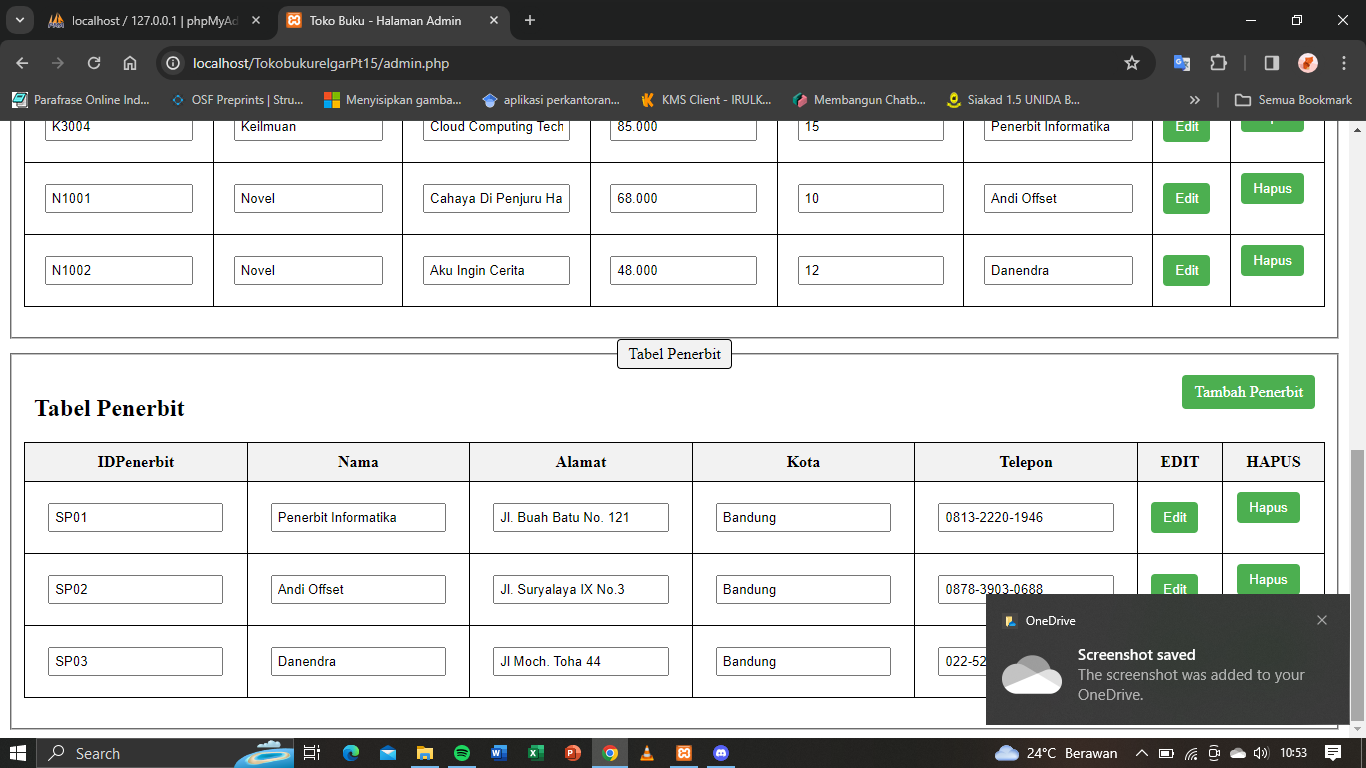 localhost / 127.0.0.1 | phpMyAd
Toko Buku - Halaman Admin
localhost/TokobukurelgarPt15/admin.php
Parafrase Online Ind...
OSF Preprints | Stru...
Menyisipkan gamba...
aplikasi perkantoran...
KMS Client - IRULK...
Membangun Chatb...
Siakad 1.5 UNIDA B...
Semua Bookmark
K3004 Keilmuan Cloud Computing Tech 85.000 15 Penerbit Informatika Edit
N1001 Novel Cahaya Di Penjuru Ha 68.000 10 Andi Offset Edit Hapus
N1002 Novel Aku Ingin Cerita 48.000 12 Danendra Edit Hapus
Tabel Penerbit
Tambah Penerbit
Tabel Penerbit
IDPenerbit Nama Alamat Kota Telepon EDIT HAPUS
SP01 Penerbit Informatika Jl. Buah Batu No. 121 Bandung 0813-2220-1946 Edit Hapus
SP02 Andi Offset Jl. Suryalaya IX No.3 Bandung 0878-3903-0688 Edit Hapus
SP03 Danendra Jl Moch. Toha 44 Bandung 022-52
OneDrive
Screenshot saved
The screenshot was added to your
OneDrive.
Search
24°C Berawan
10:53